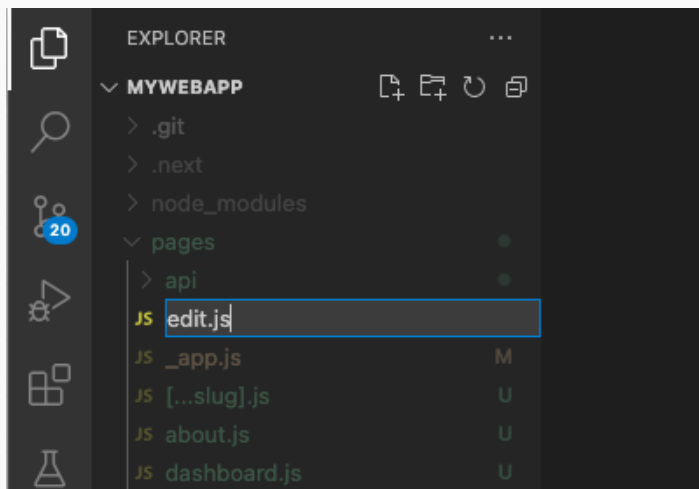 EXPLORER
MYWEBAPP
.git
.next
node_modules
20
pages
api
JS edit.js
JS _app.js M
JS [...slug].js U
JS about.js U
JS dashboard.js U